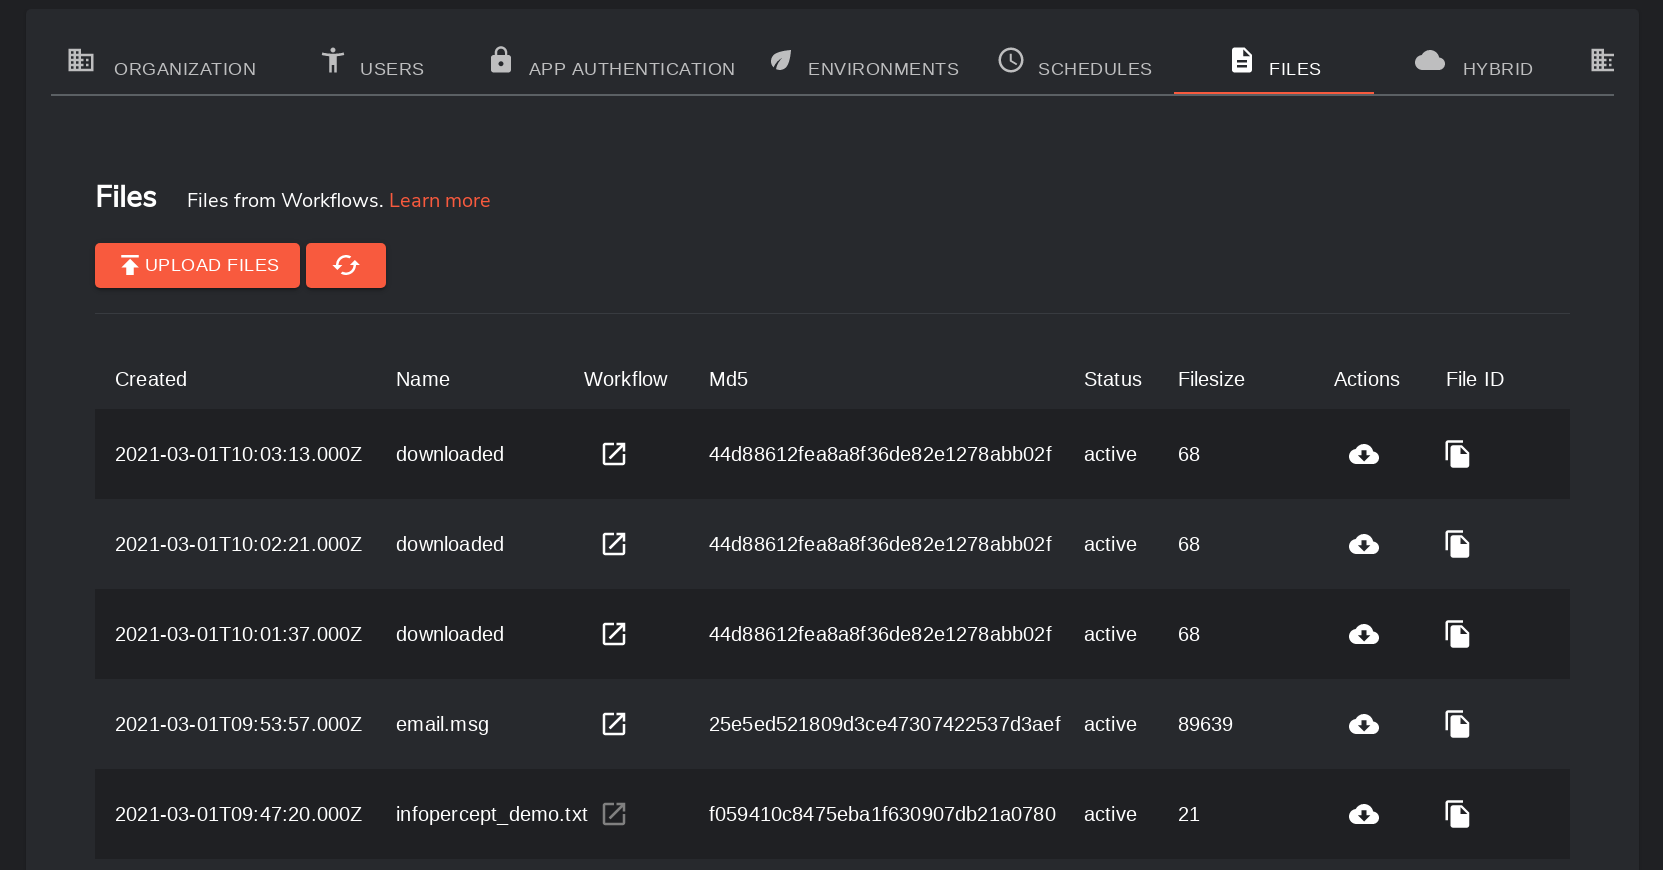 ORGANIZATION USERS APP AUTHENTICATION ENVIRONMENTS SCHEDULES FILES HYBRID
Files Files from Workflows. Learn more
UPLOAD FILES
Created Name Workflow Md5 Status Filesize Actions File ID
2021-03-01T10:03:13.000Z downloaded 44d88612fea8a8f36de82e1278abb02f active 68
2021-03-01T10:02:21.000Z downloaded 44d88612fea8a8f36de82e1278abb02f active 68
2021-03-01T10:01:37.000Z downloaded 44d88612fea8a8f36de82e1278abb02f active 68
2021-03-01T09:53:57.000Z email.msg 25e5ed521809d3ce47307422537d3aef active 89639
2021-03-01T09:47:20.000Z infopercept_demo.txt f059410c8475eba1f630907db21a0780 active 21